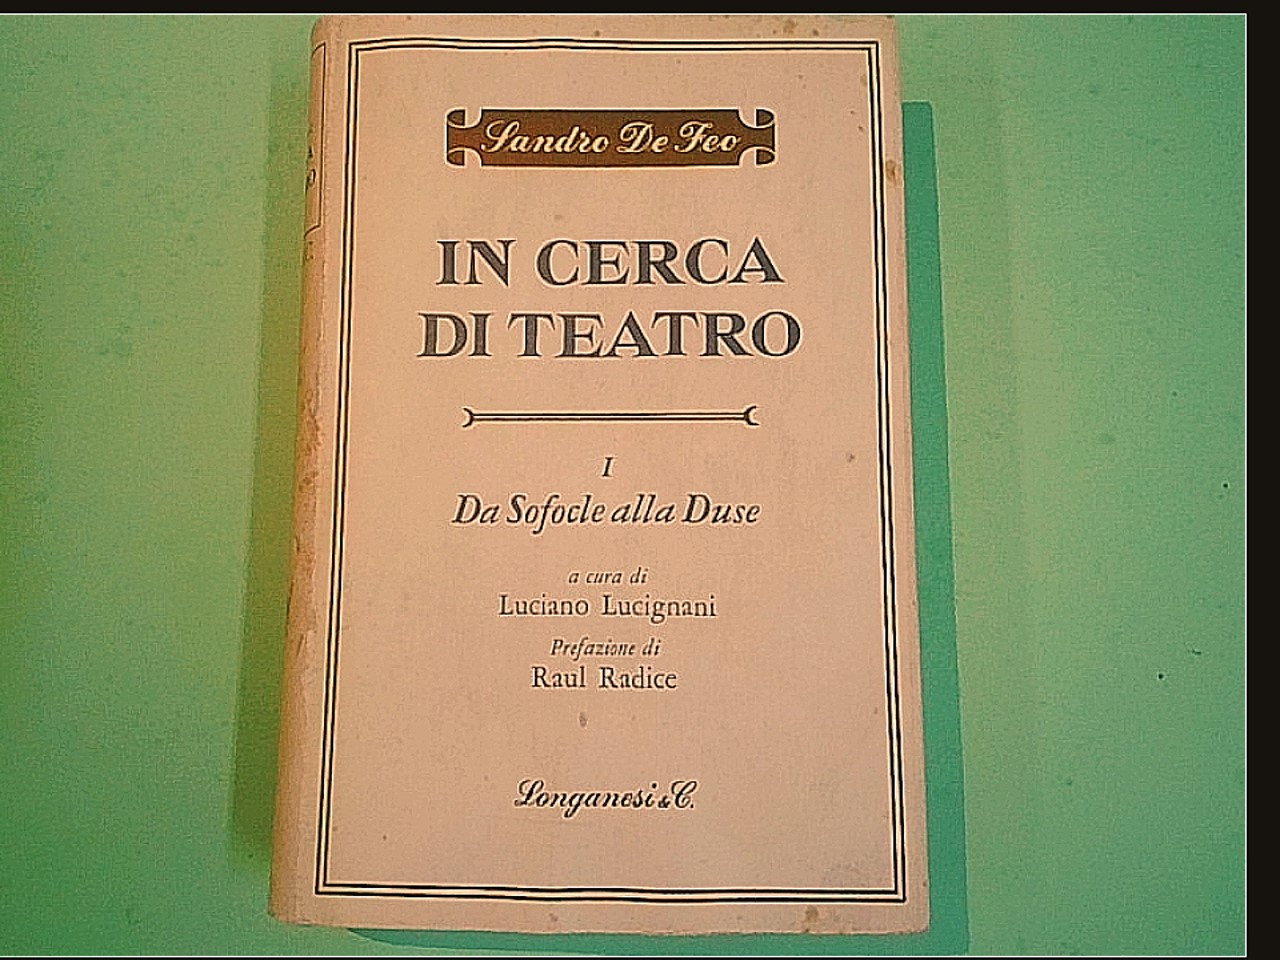 Sandro De Feo
IN CERCA
DI TEATRO
I
Da Sofocle alla Duse
a cura di
Luciano Lucignani
Prefazione di
Raul Radice
Longanesi & C.